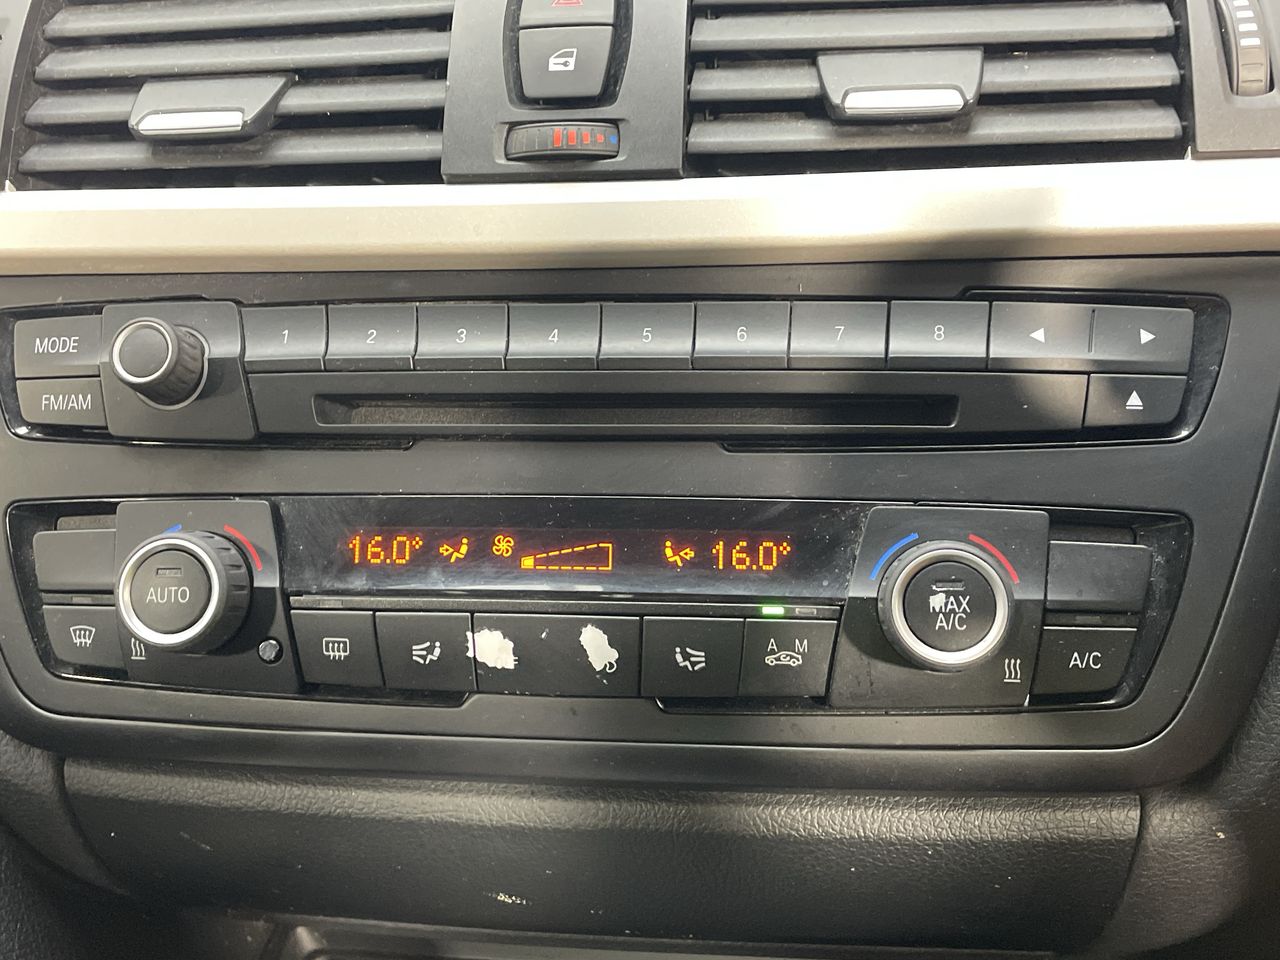 MODE 1 2 3 4 5 6 7 8
FM/AM
16.0° 16.0°
AUTO
MAX
A/C
A M
A/C